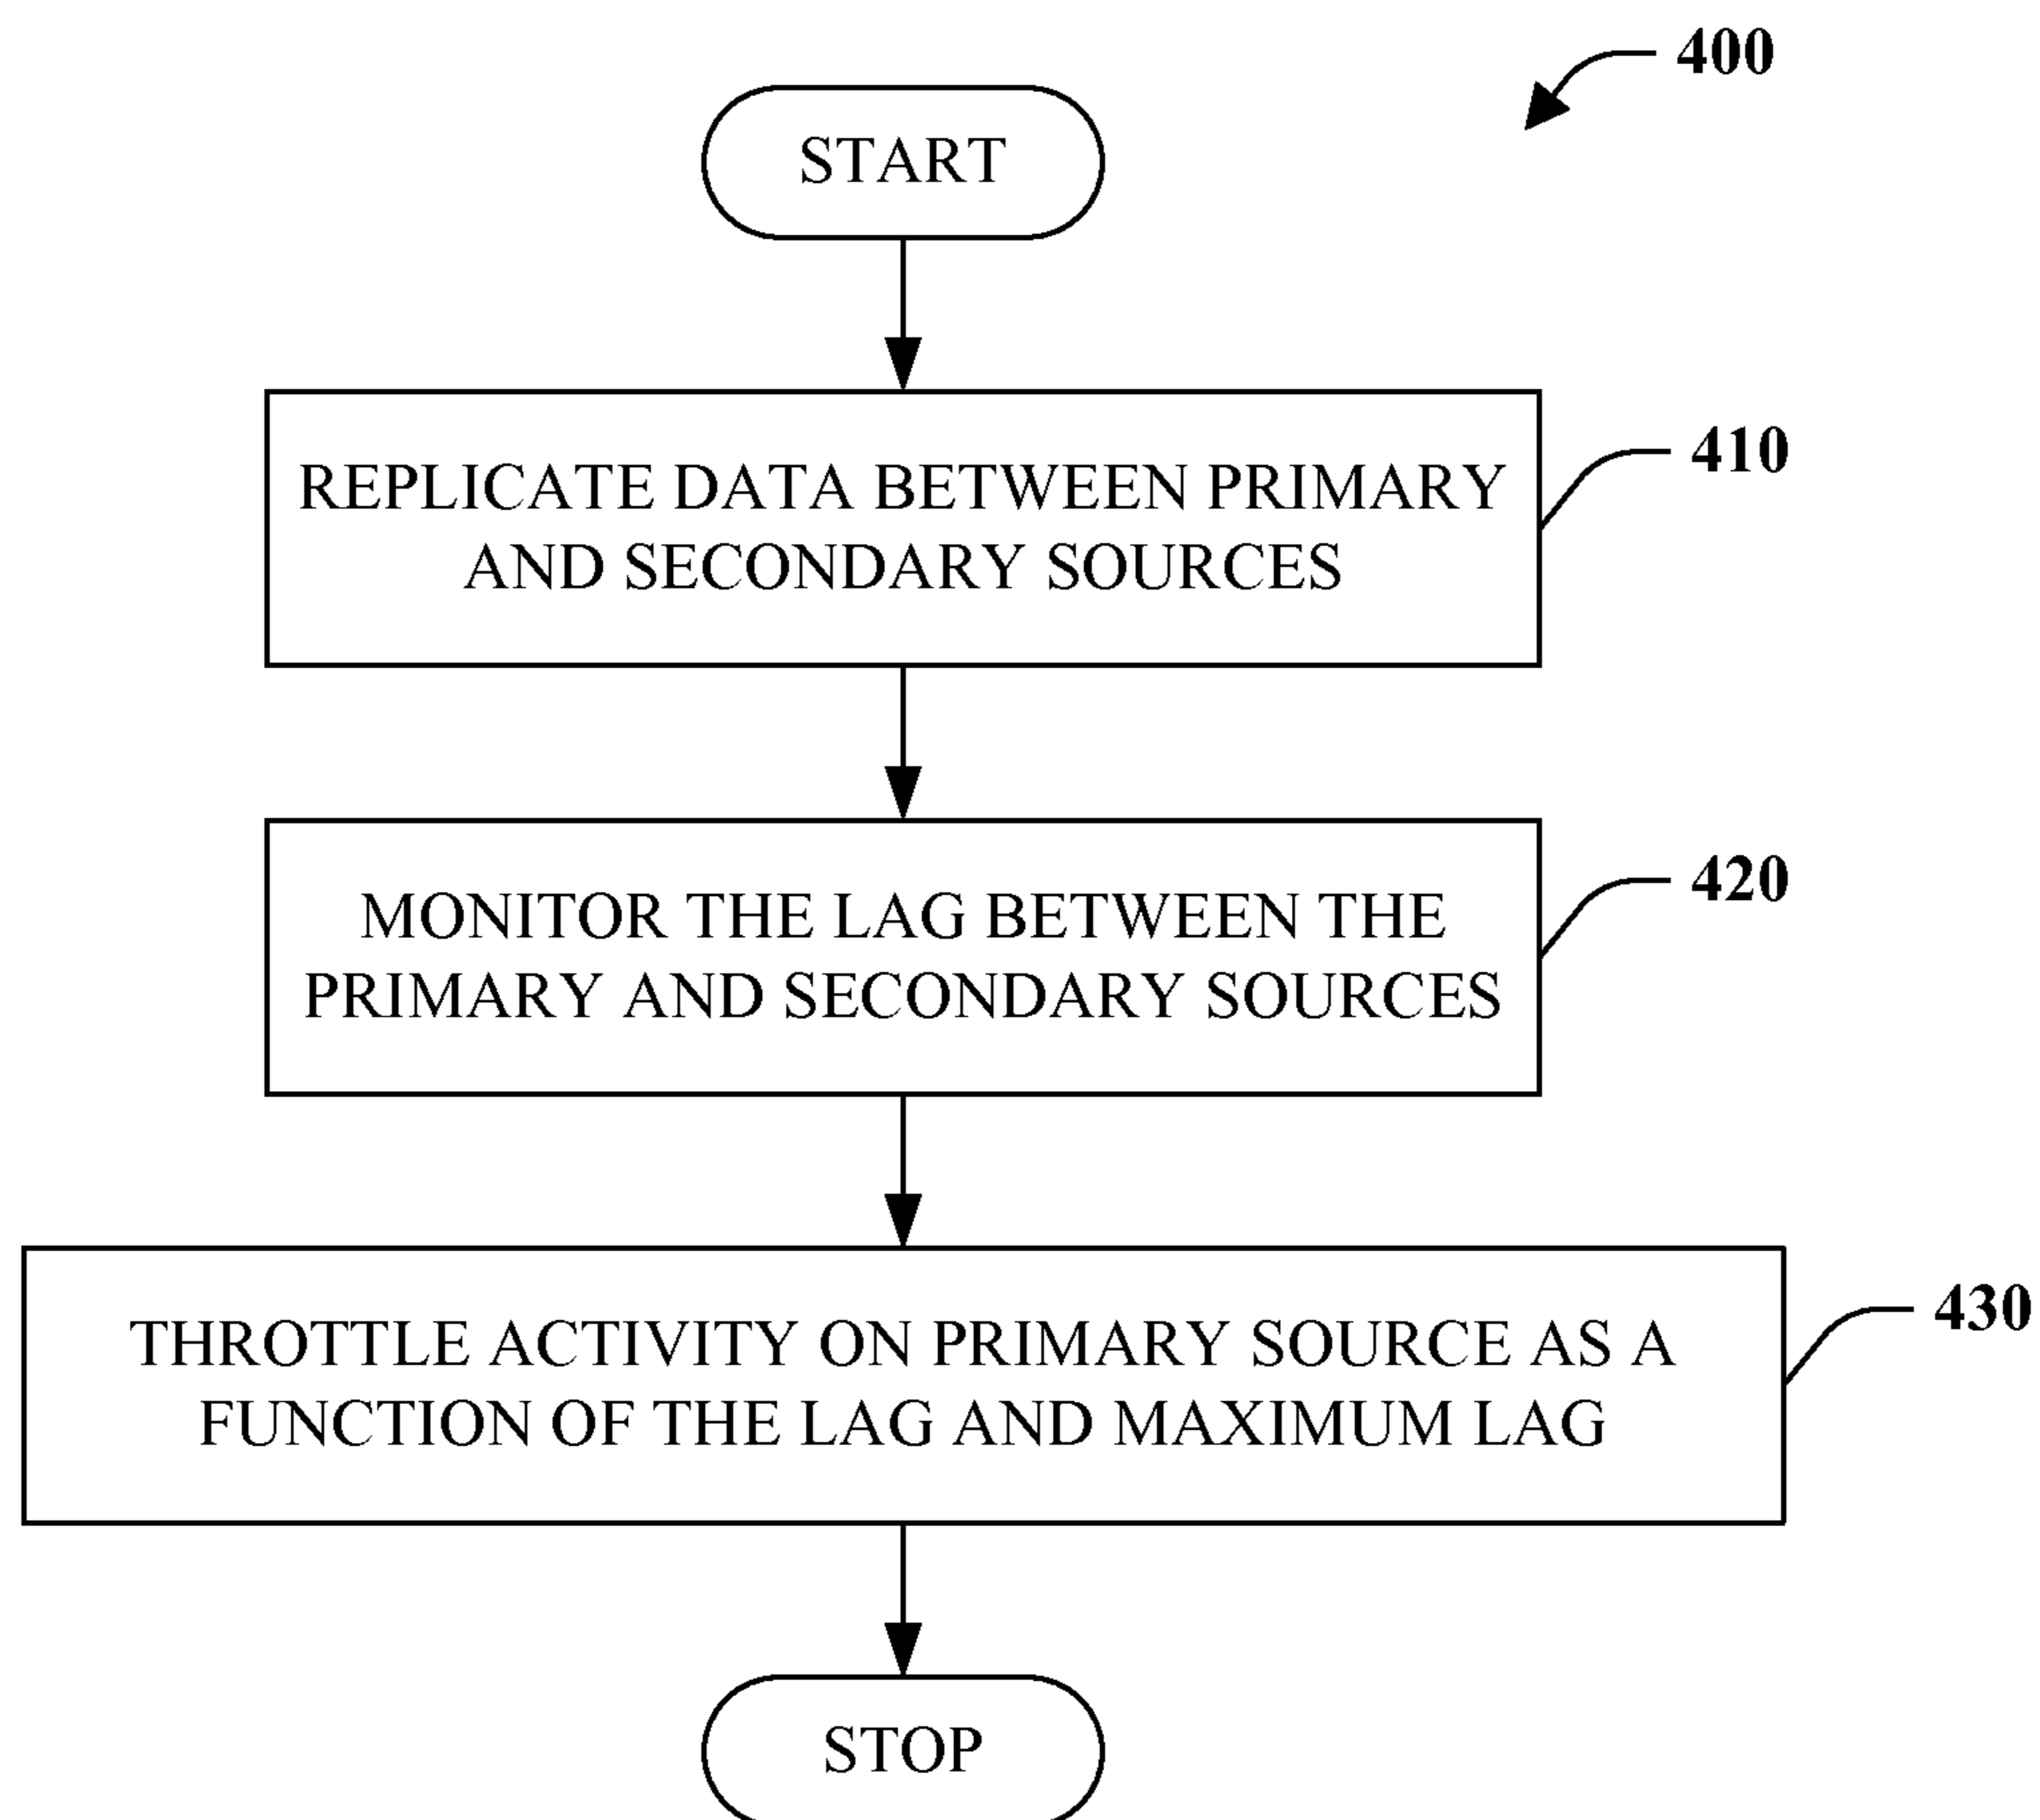 400
START
REPLICATE DATA BETWEEN PRIMARY
AND SECONDARY SOURCES
410
MONITOR THE LAG BETWEEN THE
PRIMARY AND SECONDARY SOURCES
420
THROTTLE ACTIVITY ON PRIMARY SOURCE AS A
FUNCTION OF THE LAG AND MAXIMUM LAG
430
STOP